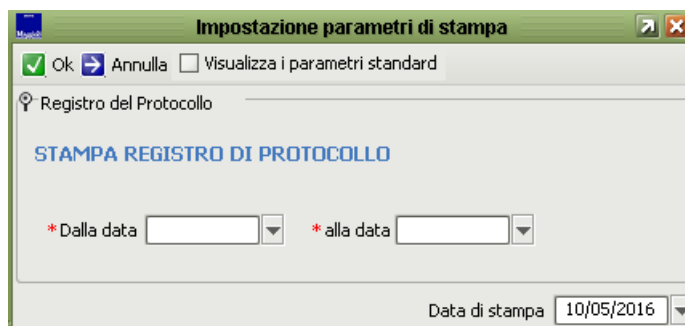 Impostazione parametri di stampa
Ok Annulla Visualizza i parametri standard
Registro del Protocollo
STAMPA REGISTRO DI PROTOCOLLO
*Dalla data *alla data
Data di stampa 10/05/2016